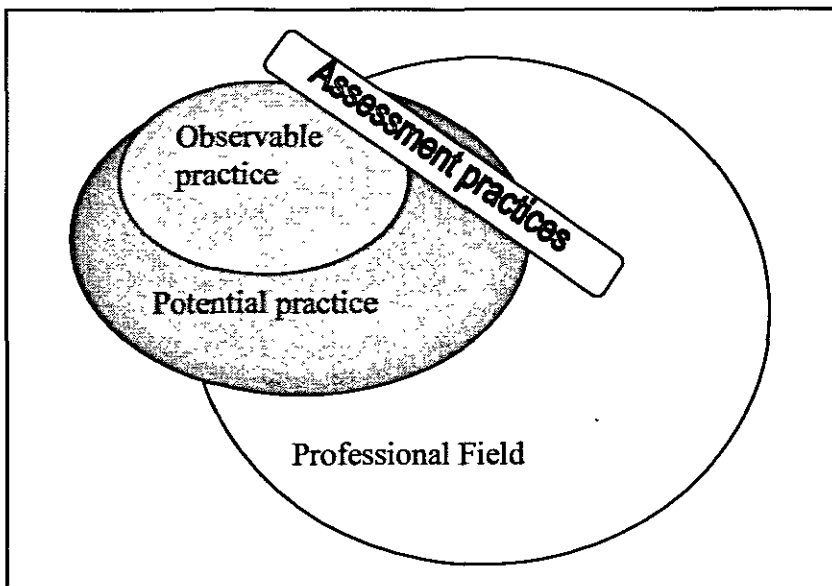 Assessment practices
Observable
practice
Potential practice
Professional Field